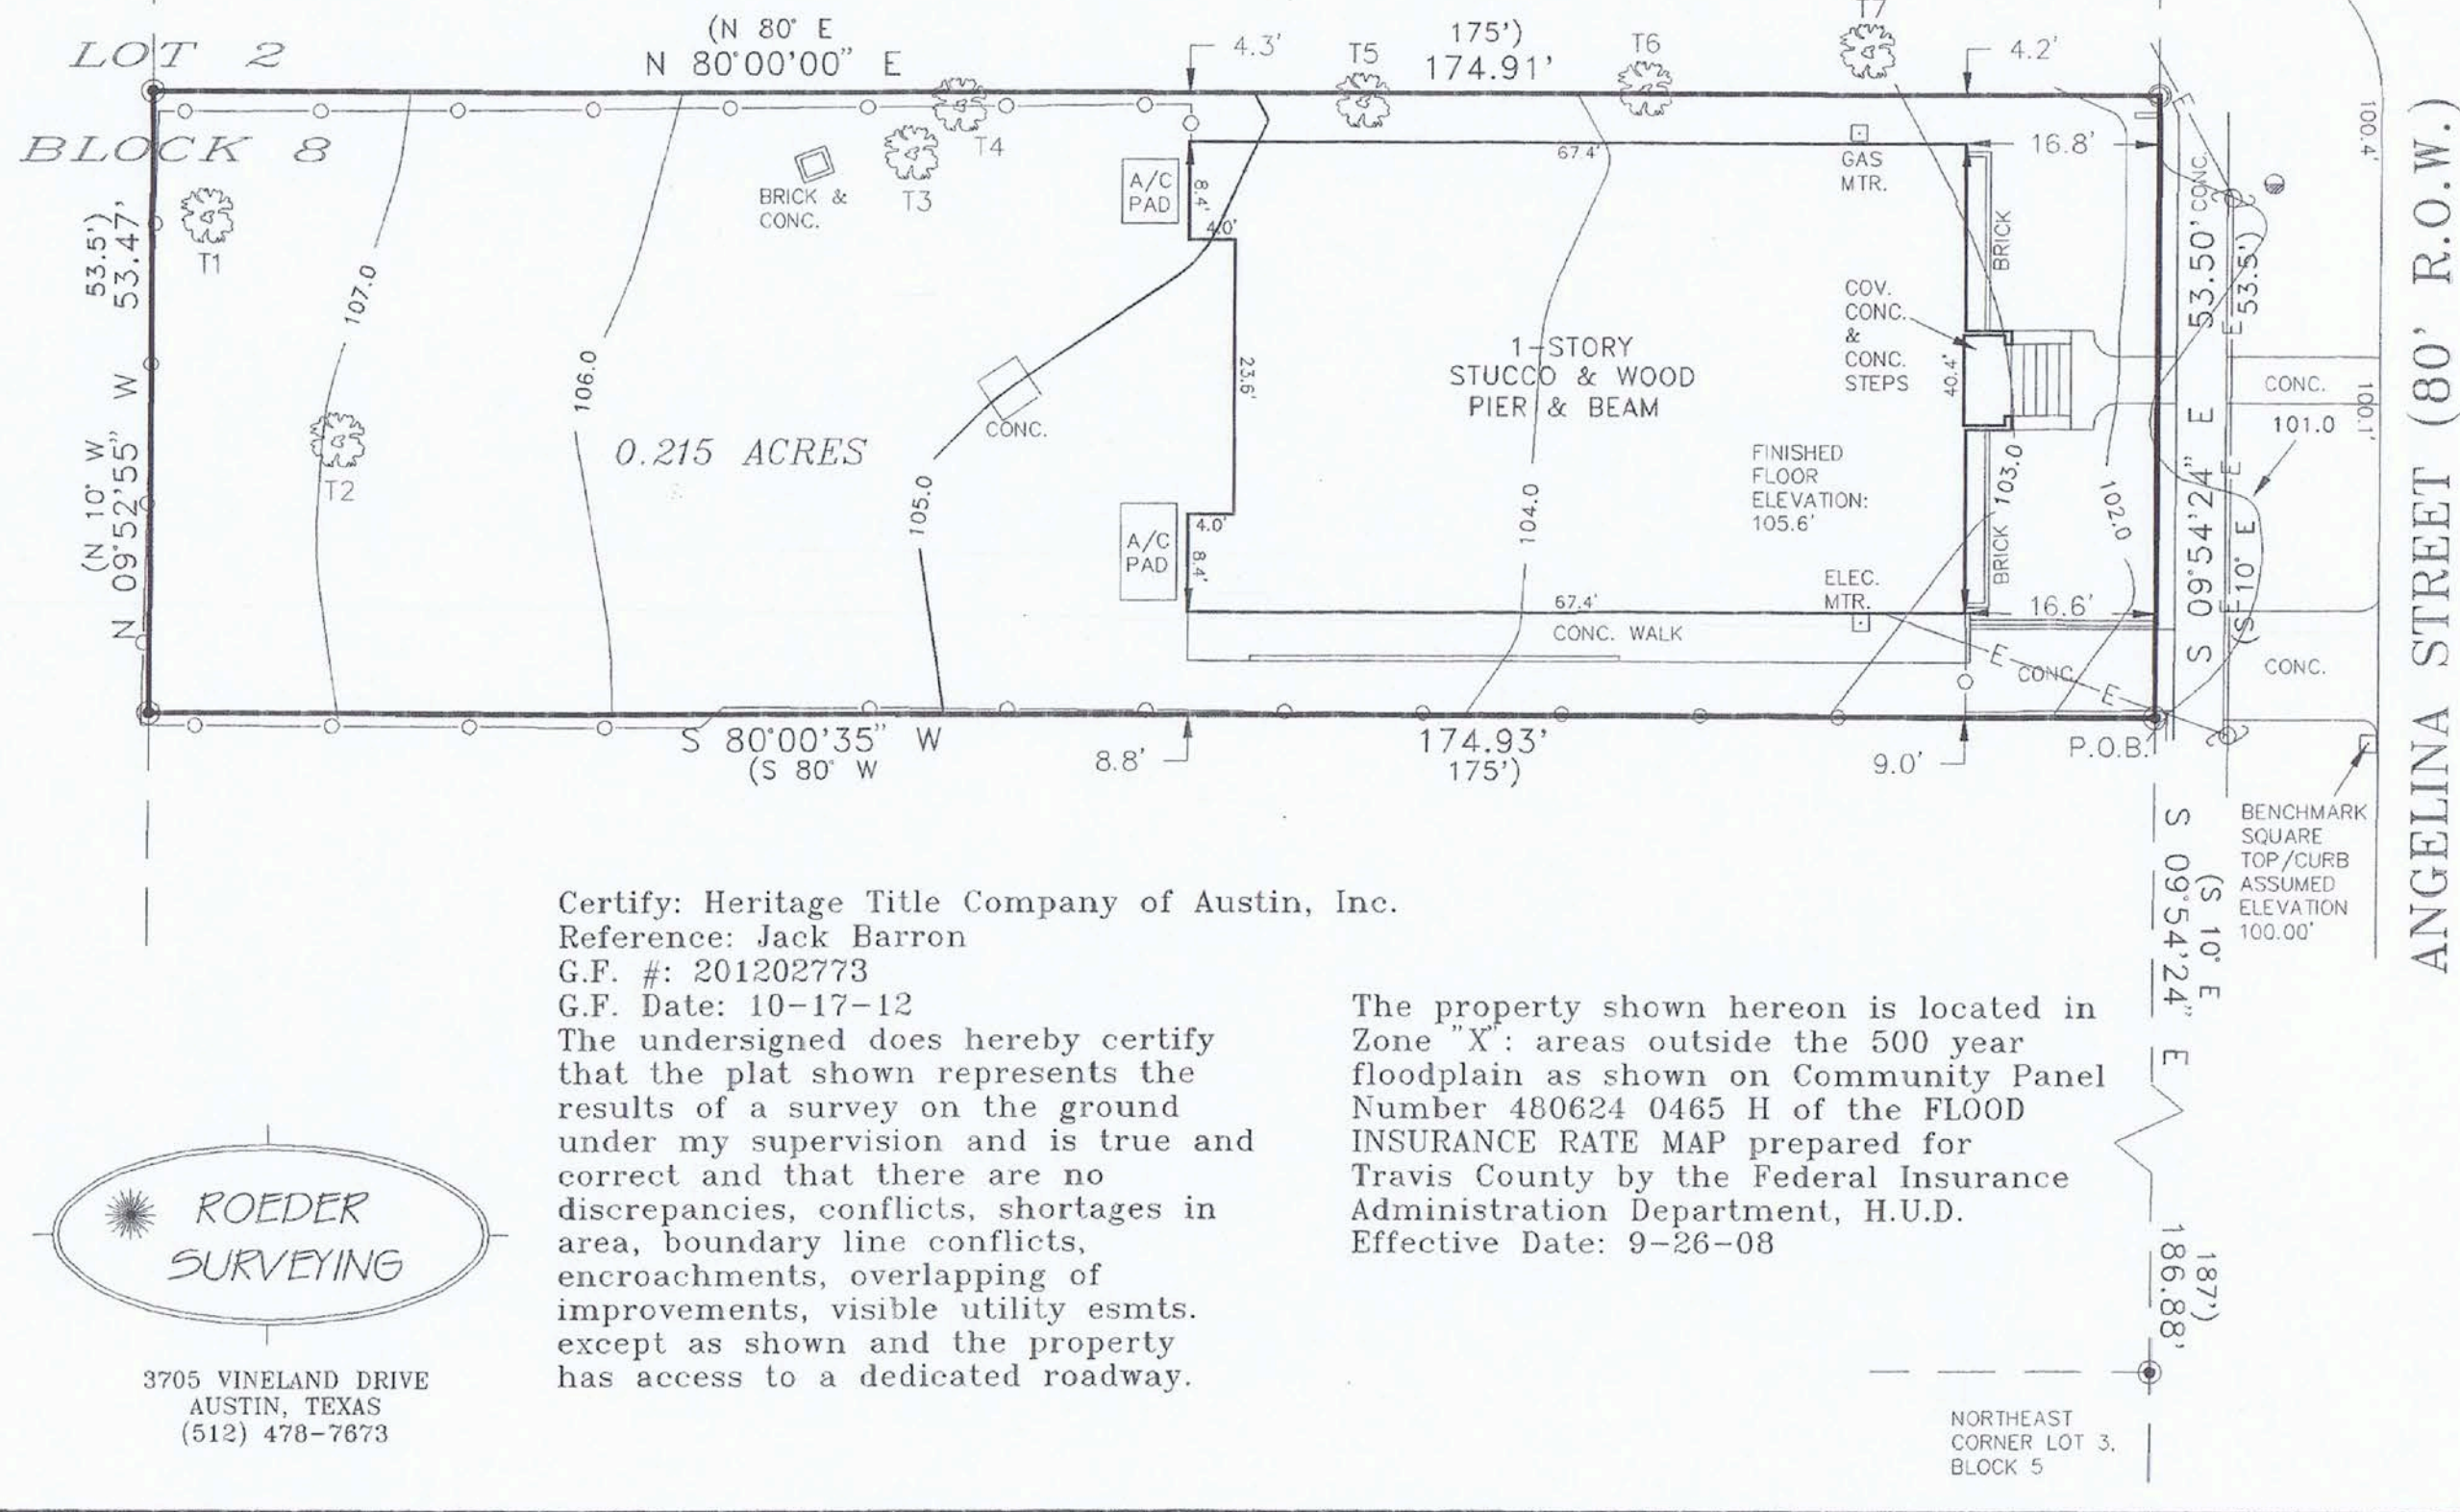 LOT 2
BLOCK 8
(N 80° E
N 80°00'00" E
175')
174.91'
4.3'
T5
T6
T7
4.2'
T4
T3
T1
T2
BRICK &
CONC.
A/C
PAD
8.4'
4.0'
67.4'
GAS
MTR.
16.8'
BRICK
53.5')
53.47'
(N 10° W
N 09°52'55" W
107.0
106.0
105.0
0.215 ACRES
CONC.
23.6'
1-STORY
STUCCO & WOOD
PIER & BEAM
104.0
COV.
CONC.
&
CONC.
STEPS
40.4'
FINISHED
FLOOR
ELEVATION:
105.6'
BRICK
103.0
102.0
4.0'
A/C
PAD
8.4'
67.4'
ELEC.
MTR.
16.6'
CONC. WALK
E
CONC.
E
CONC.
53.50'
53.5')
S 09°54'24" E
(S 10° E
E
E
E
E
E
100.4'
CONC.
100.1'
101.0
CONC.
ANGELINA STREET (80' R.O.W.)
S 80°00'35" W
(S 80° W
8.8'
174.93'
175')
9.0'
P.O.B.
BENCHMARK
SQUARE
TOP/CURB
ASSUMED
ELEVATION
100.00'
(S 10° E
S 09°54'24" E
187')
186.88'
NORTHEAST
CORNER LOT 3,
BLOCK 5
Certify: Heritage Title Company of Austin, Inc.
Reference: Jack Barron
G.F. #: 201202773
G.F. Date: 10-17-12
The undersigned does hereby certify
that the plat shown represents the
results of a survey on the ground
under my supervision and is true and
correct and that there are no
discrepancies, conflicts, shortages in
area, boundary line conflicts,
encroachments, overlapping of
improvements, visible utility esmts.
except as shown and the property
has access to a dedicated roadway.
The property shown hereon is located in
Zone "X": areas outside the 500 year
floodplain as shown on Community Panel
Number 480624 0465 H of the FLOOD
INSURANCE RATE MAP prepared for
Travis County by the Federal Insurance
Administration Department, H.U.D.
Effective Date: 9-26-08
ROEDER
SURVEYING
3705 VINELAND DRIVE
AUSTIN, TEXAS
(512) 478-7673